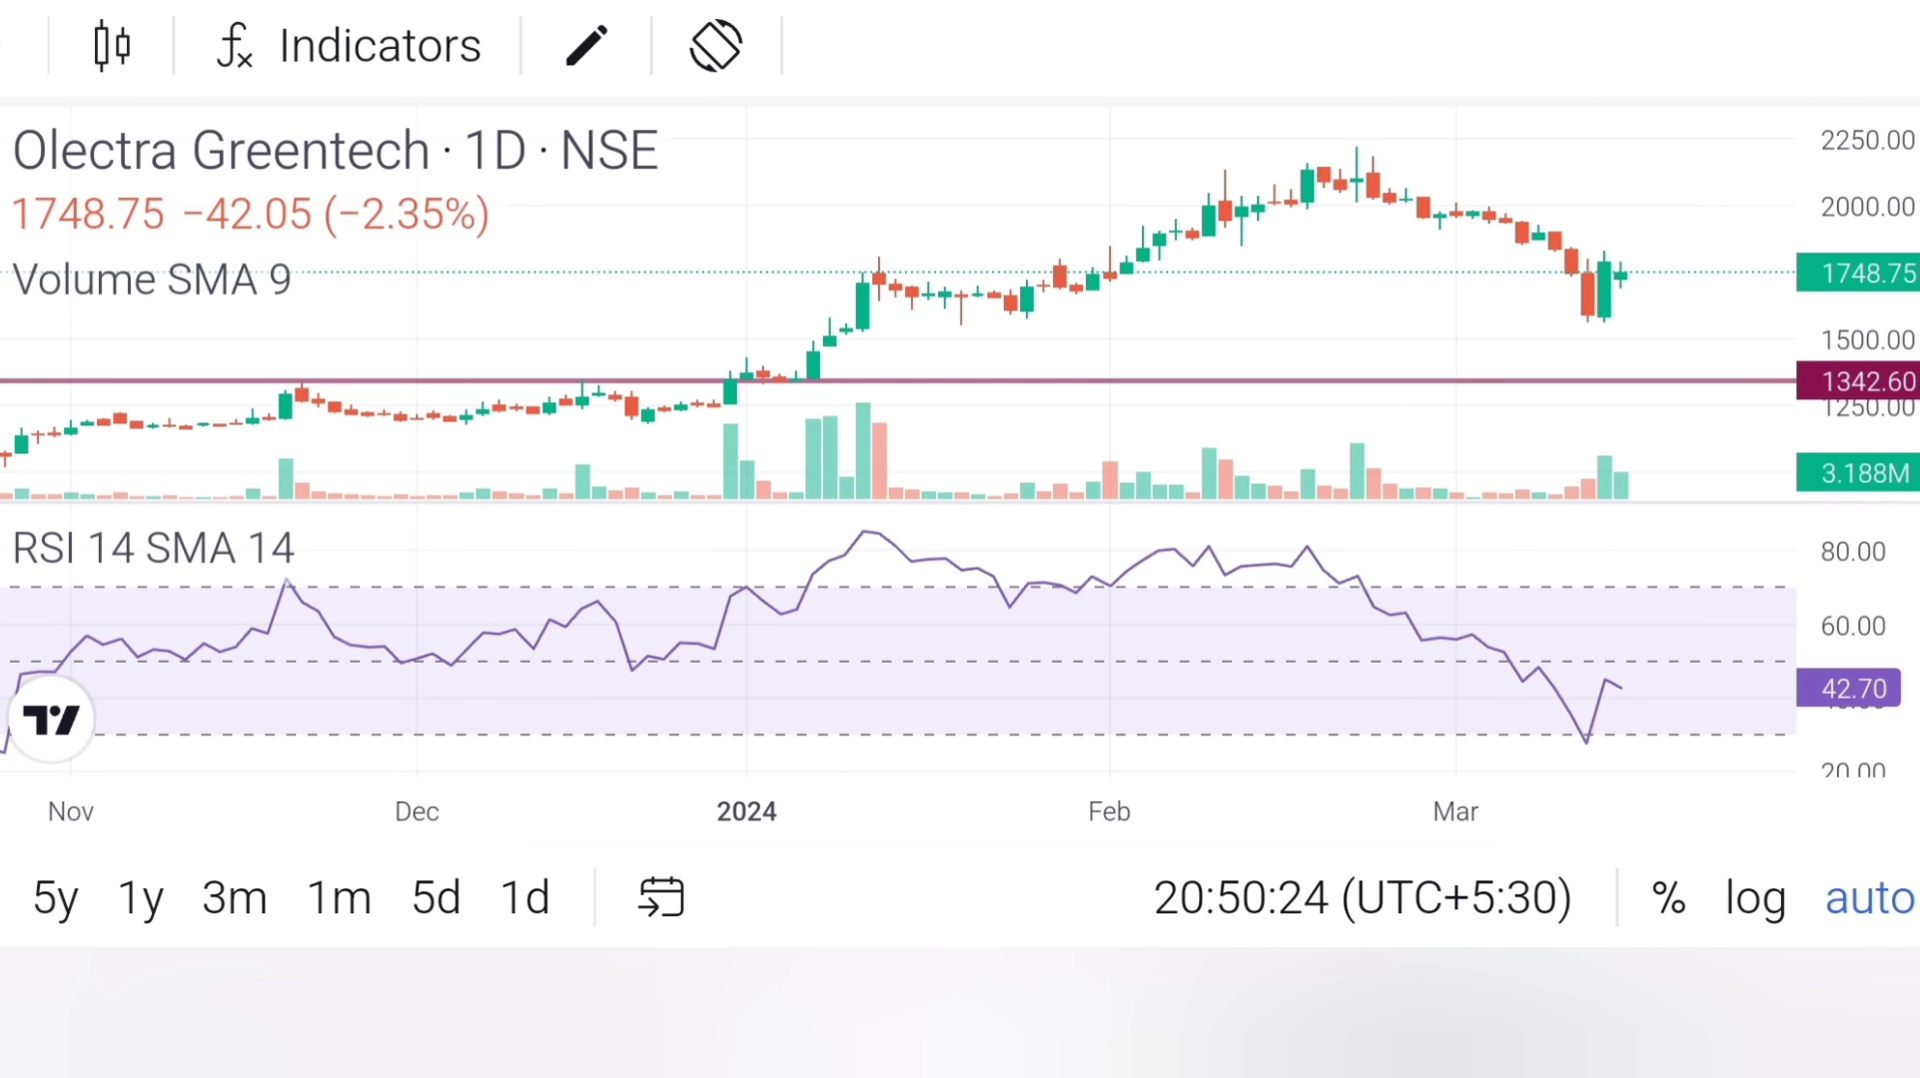 fx Indicators
Olectra Greentech · 1D · NSE
1748.75 −42.05 (−2.35%)
Volume SMA 9
2250.00
2000.00
1748.75
1500.00
1342.60
1250.00
3.188M
RSI 14 SMA 14
80.00
60.00
42.70
20.00
Nov Dec 2024 Feb Mar
5y 1y 3m 1m 5d 1d 20:50:24 (UTC+5:30) % log auto